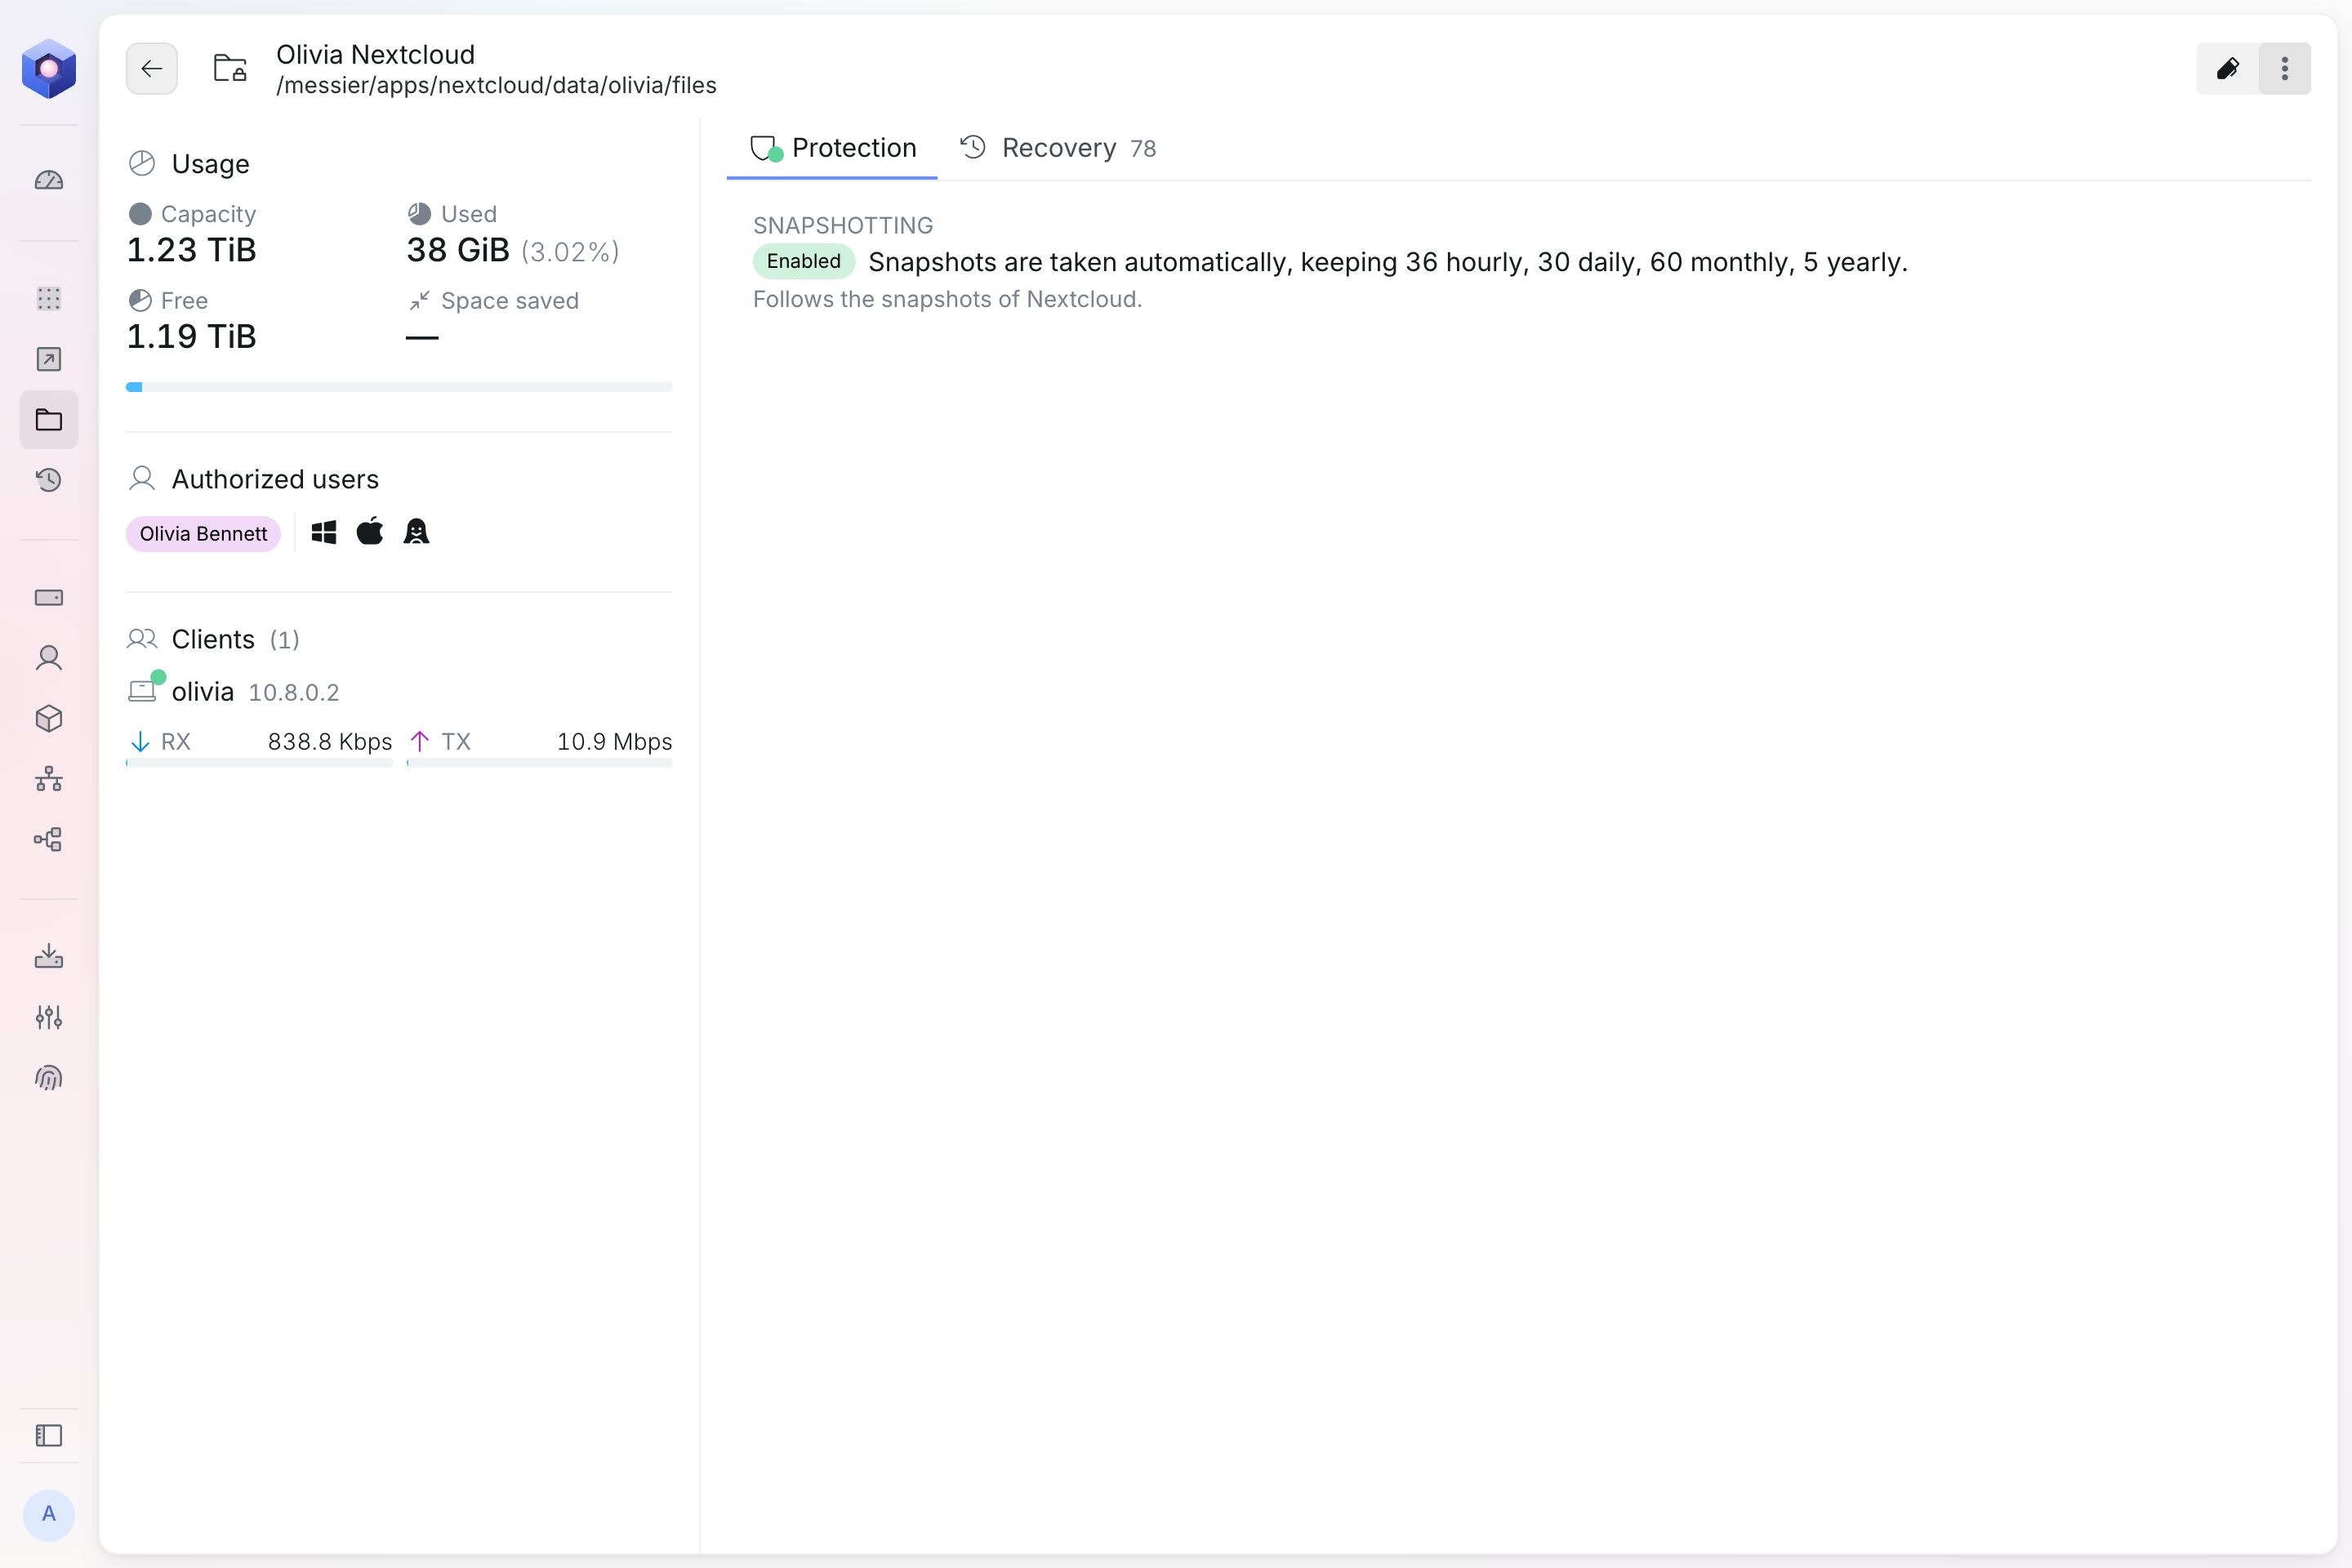 Olivia Nextcloud
/messier/apps/nextcloud/data/olivia/files
Usage
Capacity
1.23 TiB
Used
38 GiB (3.02%)
Free
1.19 TiB
Space saved
—
Authorized users
Olivia Bennett
Clients (1)
olivia 10.8.0.2
RX 838.8 Kbps
TX 10.9 Mbps
Protection
Recovery 78
SNAPSHOTTING
Enabled Snapshots are taken automatically, keeping 36 hourly, 30 daily, 60 monthly, 5 yearly.
Follows the snapshots of Nextcloud.
A